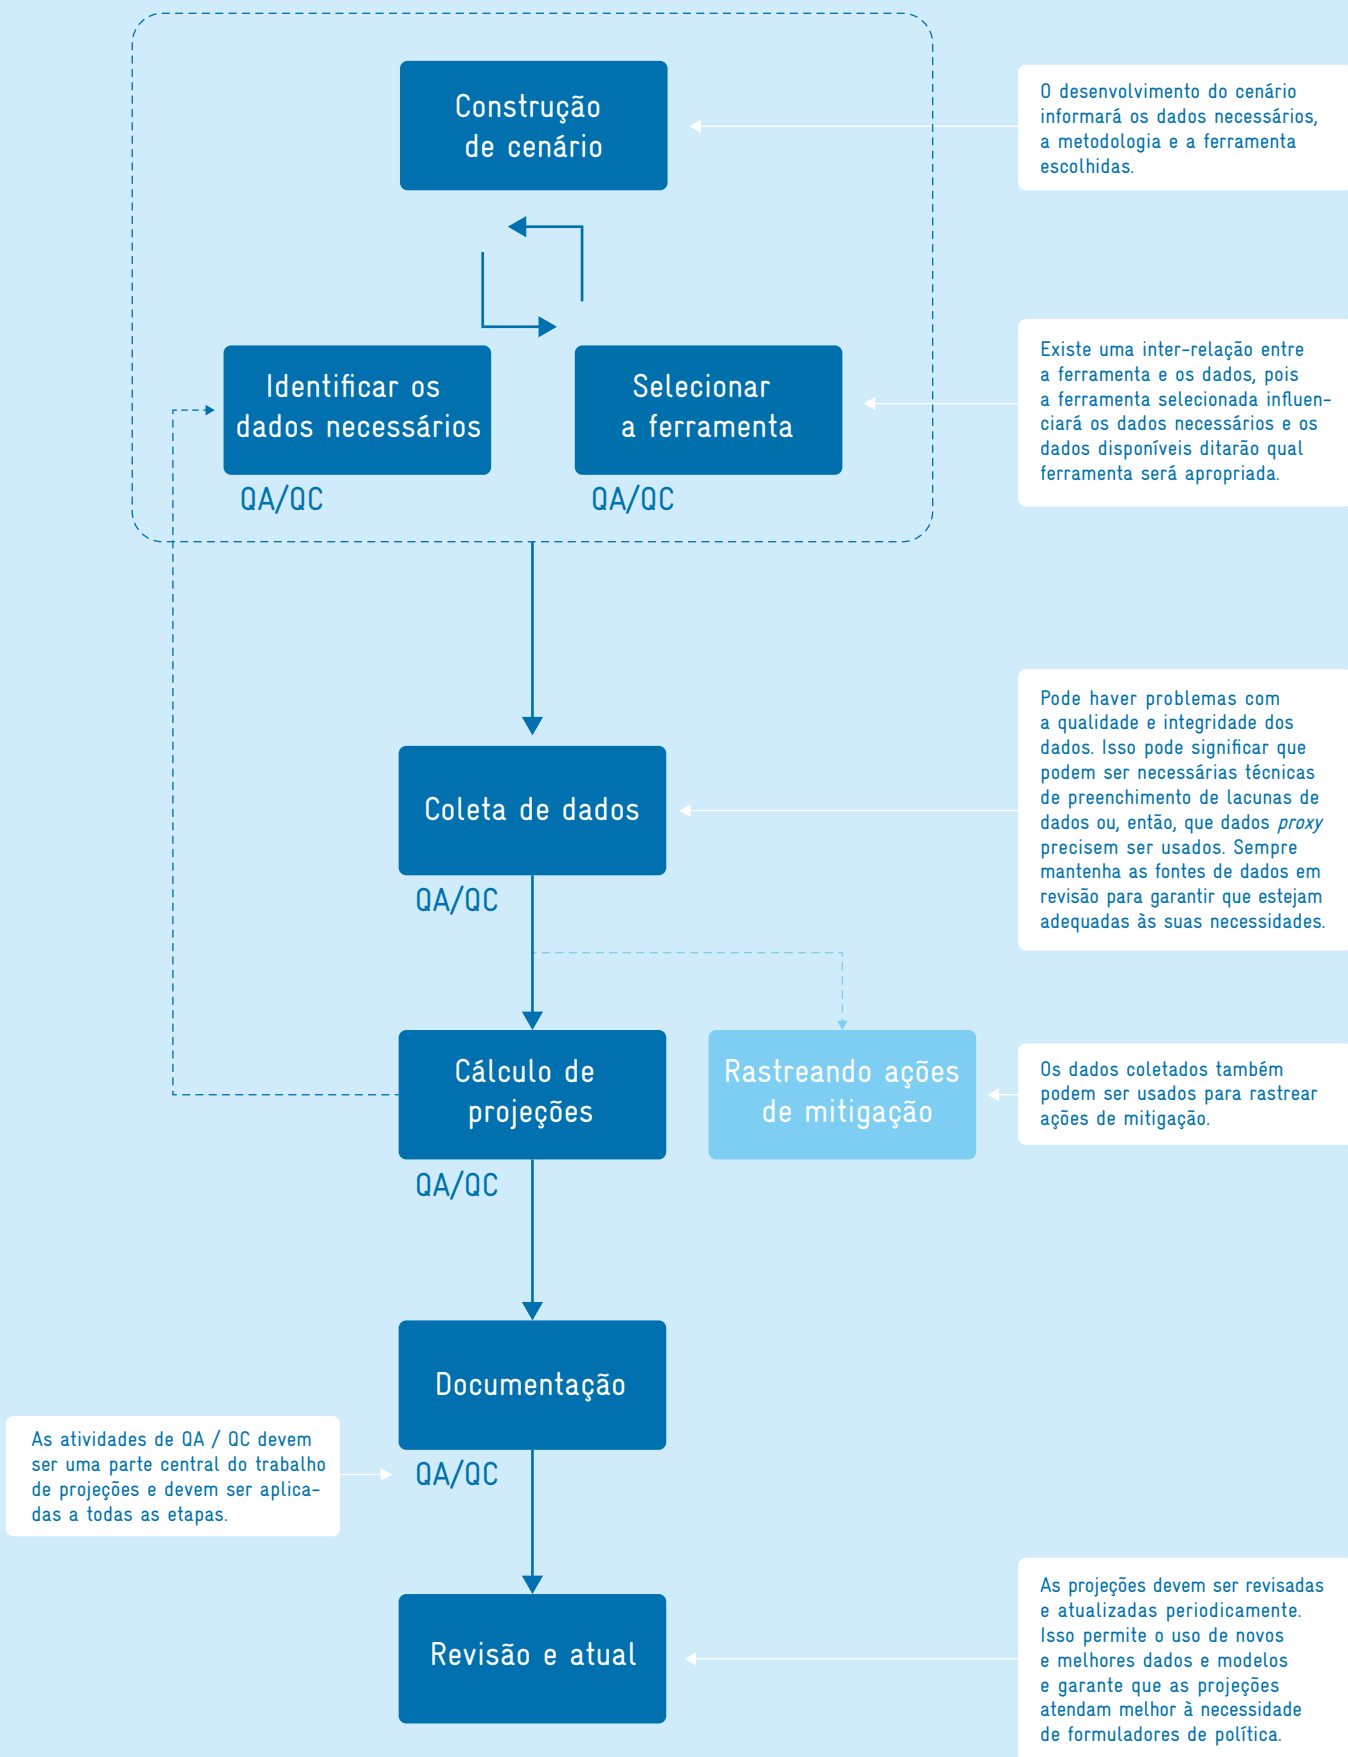 Construção
de cenário
O desenvolvimento do cenário
informará os dados necessários,
a metodologia e a ferramenta
escolhidas.
Identificar os
dados necessários
QA/QC
Selecionar
a ferramenta
QA/QC
Existe uma inter-relação entre
a ferramenta e os dados, pois
a ferramenta selecionada influen-
ciará os dados necessários e os
dados disponíveis ditarão qual
ferramenta será apropriada.
Coleta de dados
QA/QC
Pode haver problemas com
a qualidade e integridade dos
dados. Isso pode significar que
podem ser necessárias técnicas
de preenchimento de lacunas de
dados ou, então, que dados proxy
precisem ser usados. Sempre
mantenha as fontes de dados em
revisão para garantir que estejam
adequadas às suas necessidades.
Cálculo de
projeções
QA/QC
Rastreando ações
de mitigação
Os dados coletados também
podem ser usados para rastrear
ações de mitigação.
Documentação
QA/QC
As atividades de QA / QC devem
ser uma parte central do trabalho
de projeções e devem ser aplica-
das a todas as etapas.
Revisão e atual
As projeções devem ser revisadas
e atualizadas periodicamente.
Isso permite o uso de novos
e melhores dados e modelos
e garante que as projeções
atendam melhor à necessidade
de formuladores de política.